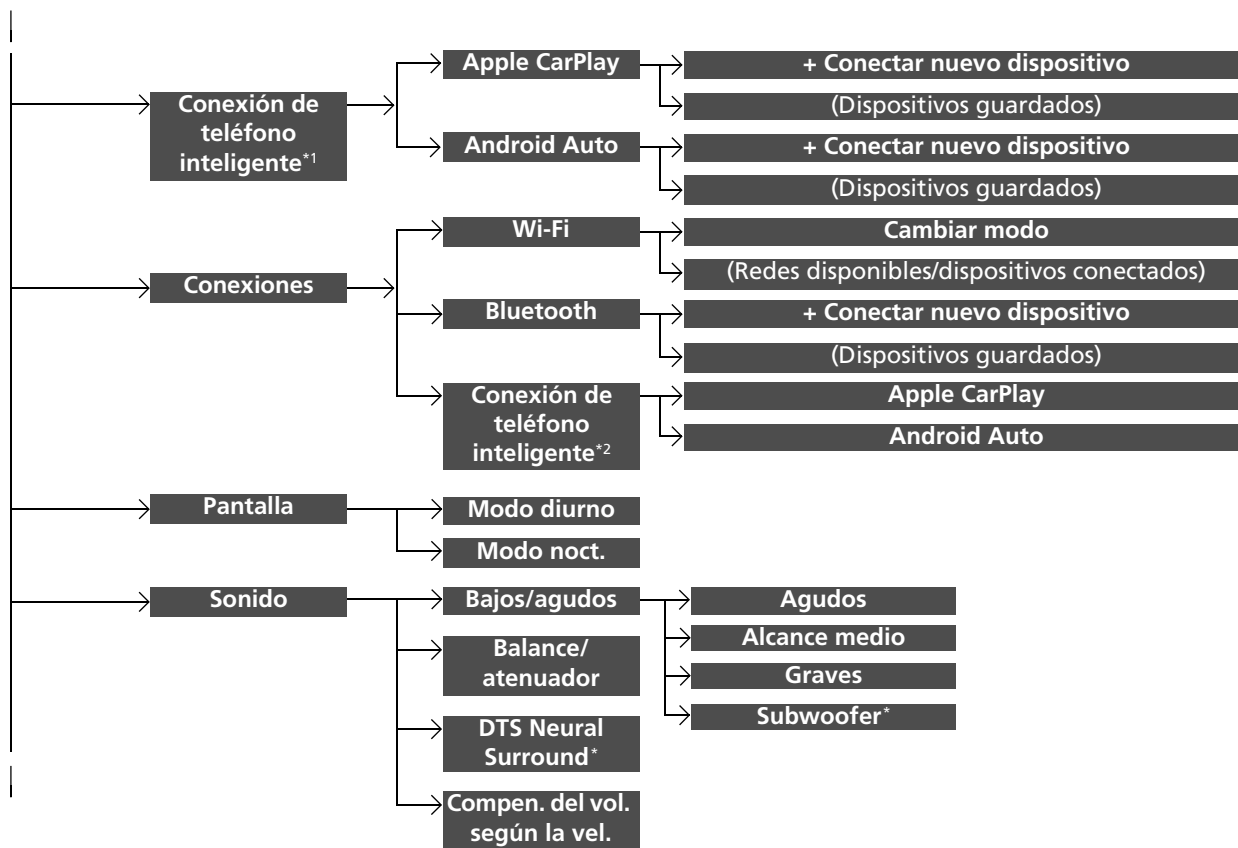 Conexión de
teléfono
inteligente*1
Apple CarPlay
+ Conectar nuevo dispositivo
(Dispositivos guardados)
Android Auto
+ Conectar nuevo dispositivo
(Dispositivos guardados)
Conexiones
Wi-Fi
Cambiar modo
(Redes disponibles/dispositivos conectados)
Bluetooth
+ Conectar nuevo dispositivo
(Dispositivos guardados)
Conexión de
teléfono
inteligente*2
Apple CarPlay
Android Auto
Pantalla
Modo diurno
Modo noct.
Sonido
Bajos/agudos
Agudos
Alcance medio
Graves
Subwoofer*
Balance/
atenuador
DTS Neural
Surround*
Compen. del vol.
según la vel.